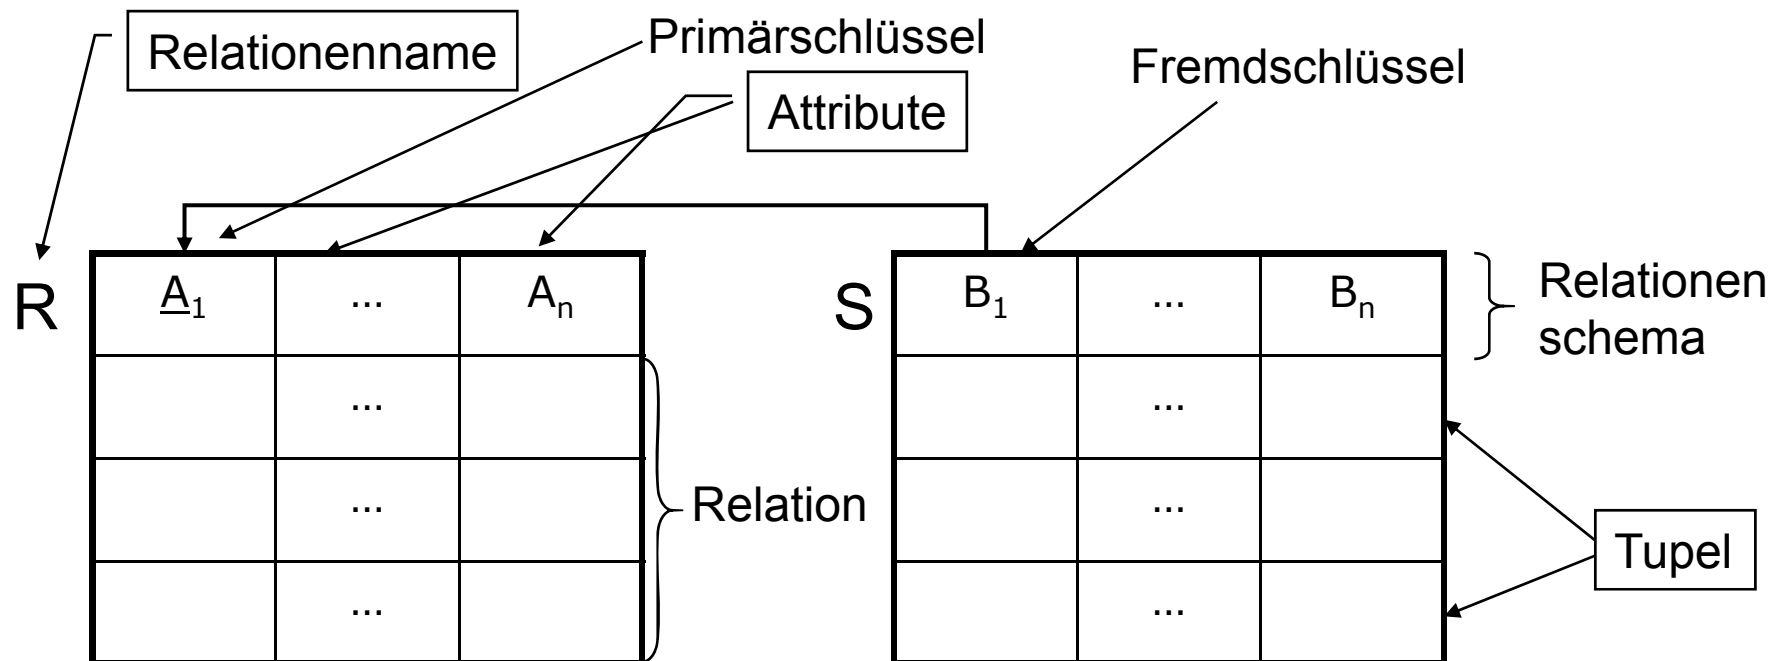 Relationenname
Primärschlüssel
Attribute
Fremdschlüssel
R
A1 ... An
S
B1 ... Bn
Relationen
schema
... ...
... ...
Relation
Tupel
... ...